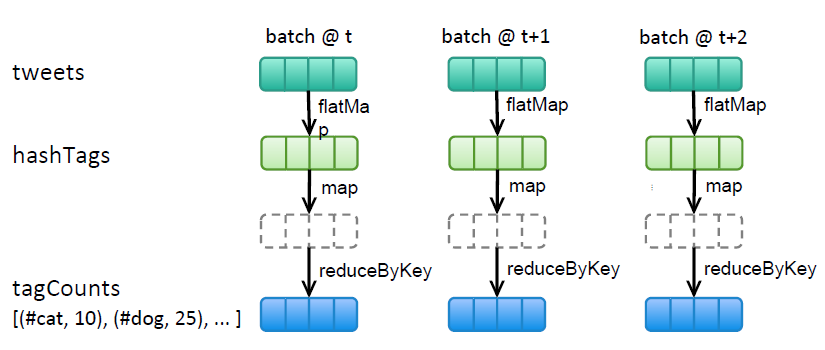 batch @ t
batch @ t+1
batch @ t+2
tweets
flatMa
p
flatMap
flatMap
hashTags
map
map
map
reduceByKey
reduceByKey
reduceByKey
tagCounts
[(#cat, 10), (#dog, 25), ... ]